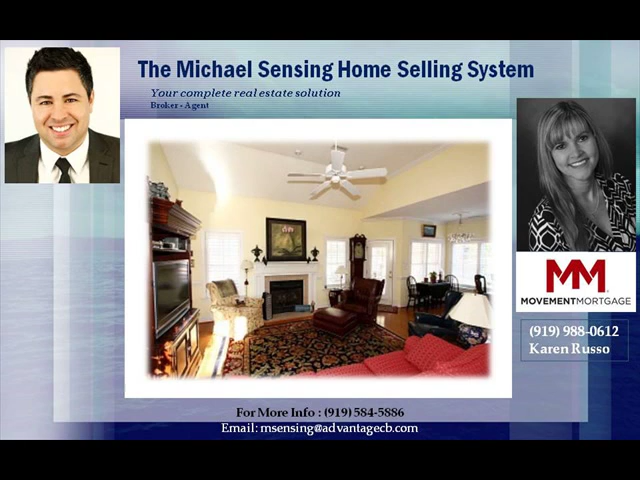 The Michael Sensing Home Selling System
Your complete real estate solution
Broker - Agent
MM
MOVEMENTMORTGAGE
(919) 988-0612
Karen Russo
For More Info : (919) 584-5886
Email: msensing@advantagecb.com